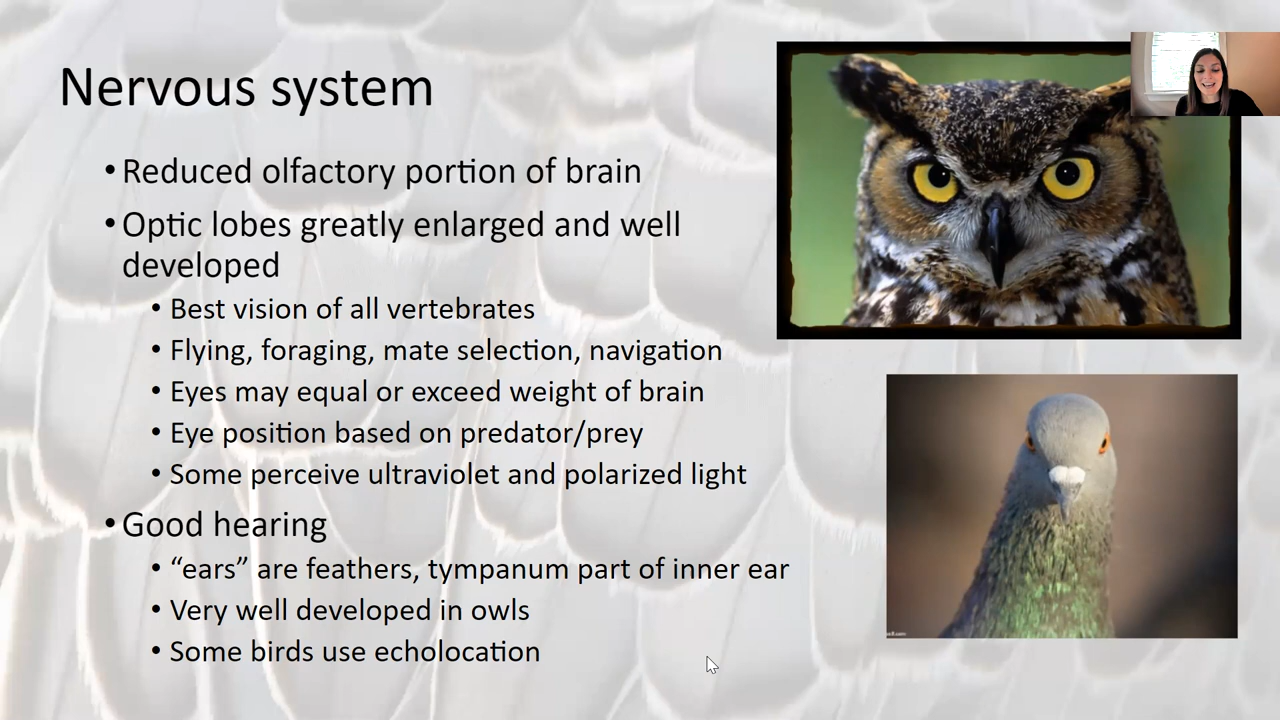 Nervous system
• Reduced olfactory portion of brain
• Optic lobes greatly enlarged and well
developed
• Best vision of all vertebrates
• Flying, foraging, mate selection, navigation
• Eyes may equal or exceed weight of brain
• Eye position based on predator/prey
• Some perceive ultraviolet and polarized light
• Good hearing
• “ears” are feathers, tympanum part of inner ear
• Very well developed in owls
• Some birds use echolocation